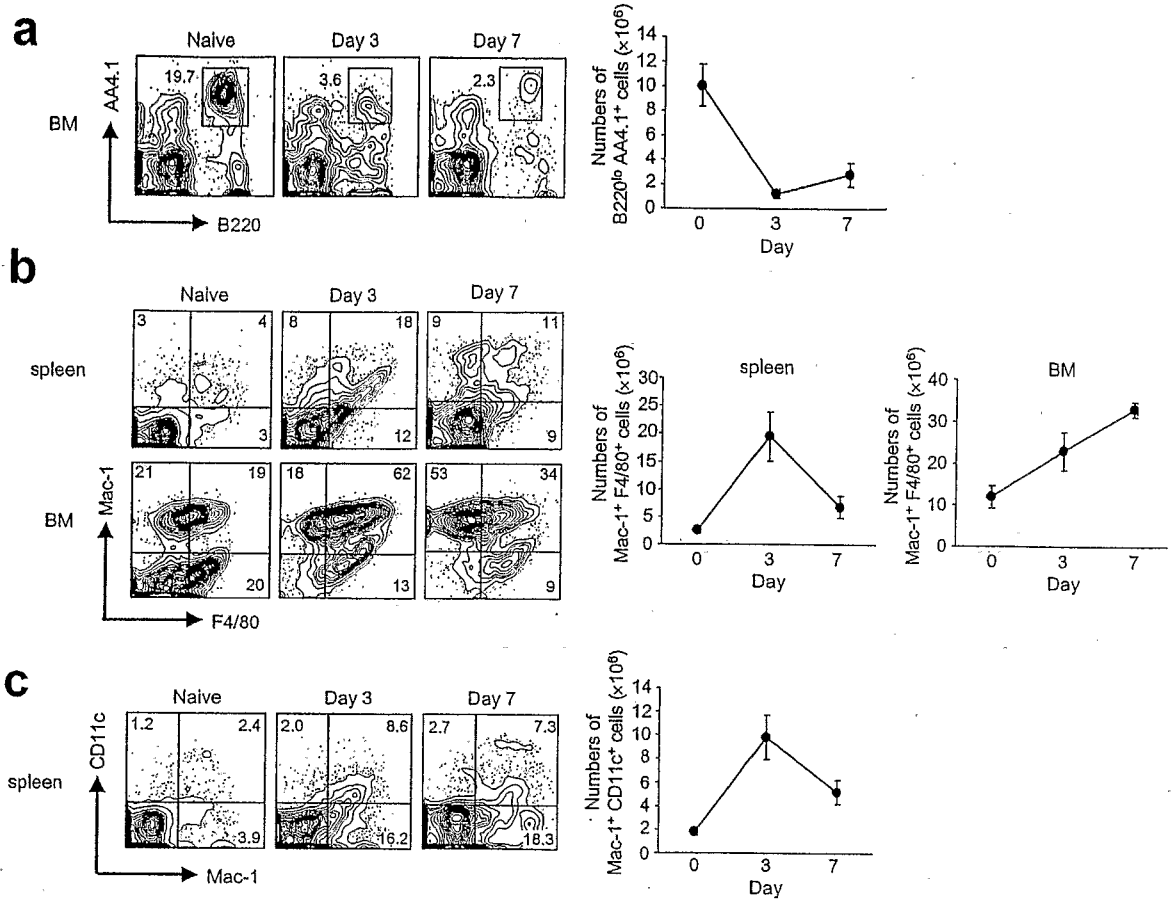 a
Naive Day 3 Day 7
BM
AA4.1
19.7 3.6 2.3
B220
Numbers of
B220lo AA4.1+ cells (×10⁶)
14
12
10
8
6
4
2
0
0 3 7
Day
b
Naive Day 3 Day 7
spleen
3 4 8 18 9 11
3 12 9
BM
Mac-1
21 19 18 62 53 34
20 13 9
F4/80
spleen
Numbers of
Mac-1+ F4/80+ cells (×10⁶)
30
25
20
15
10
5
0
0 3 7
Day
BM
Numbers of
Mac-1+ F4/80+ cells (×10⁶)
40
30
20
10
0
0 3 7
Day
c
Naive Day 3 Day 7
spleen
CD11c
1.2 2.4 2.0 8.6 2.7 7.3
3.9 16.2 18.3
Mac-1
Numbers of
Mac-1+ CD11c+ cells (×10⁶)
14
12
10
8
6
4
2
0
0 3 7
Day